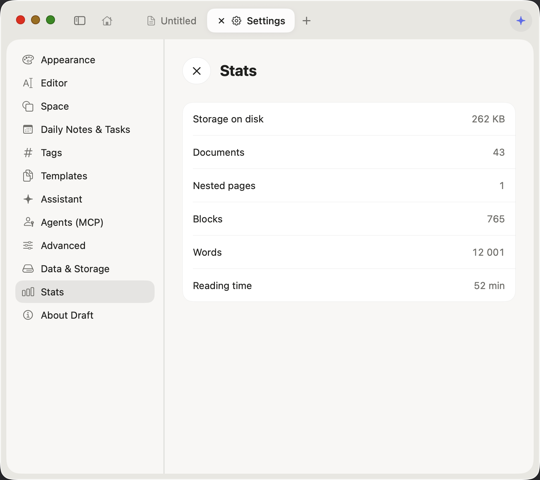 Untitled
Settings
Appearance
Editor
Space
Daily Notes & Tasks
Tags
Templates
Assistant
Agents (MCP)
Advanced
Data & Storage
Stats
About Draft
Stats
Storage on disk 262 KB
Documents 43
Nested pages 1
Blocks 765
Words 12 001
Reading time 52 min